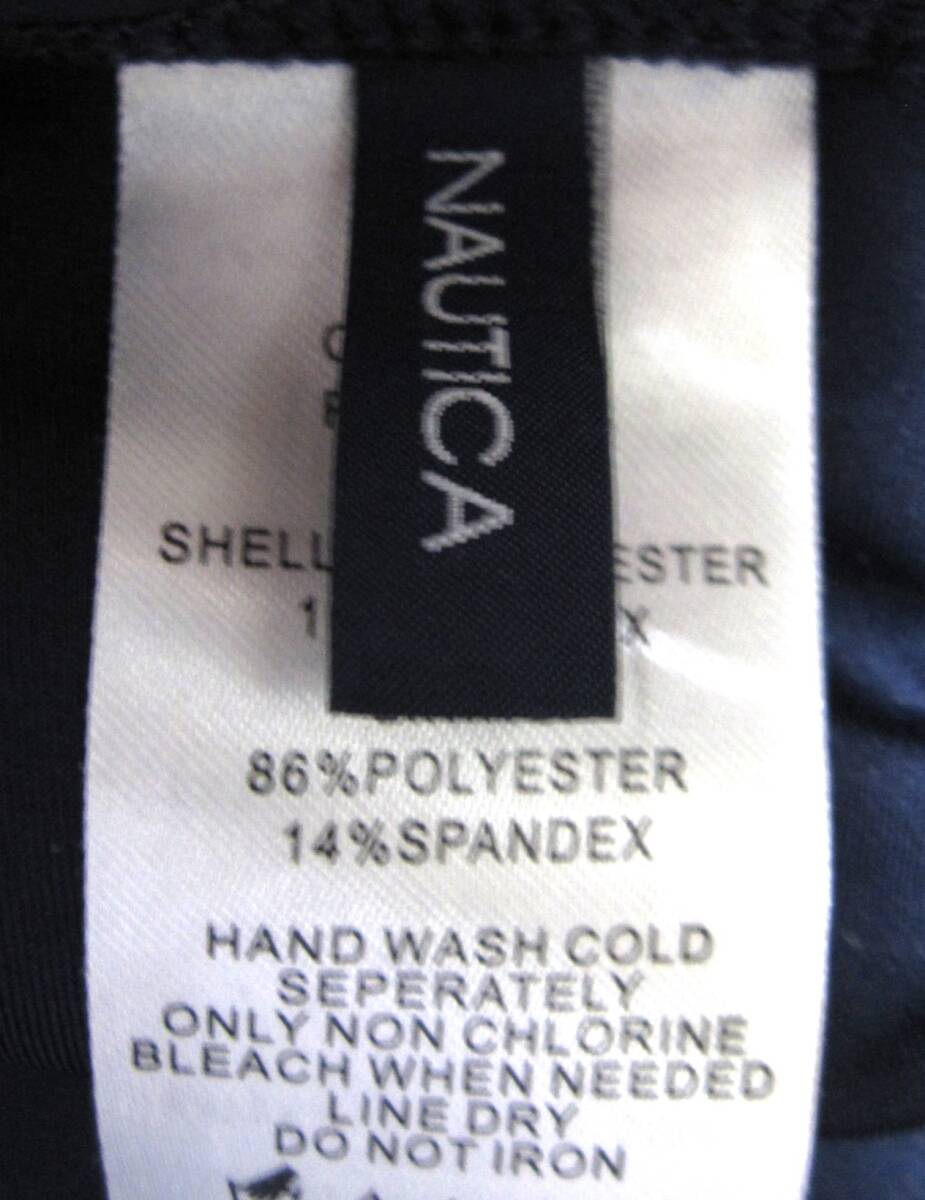 NAUTICA
SHELL
ESTER
86%POLYESTER
14%SPANDEX
HAND WASH COLD
SEPERATELY
ONLY NON CHLORINE
BLEACH WHEN NEEDED
LINE DRY
DO NOT IRON